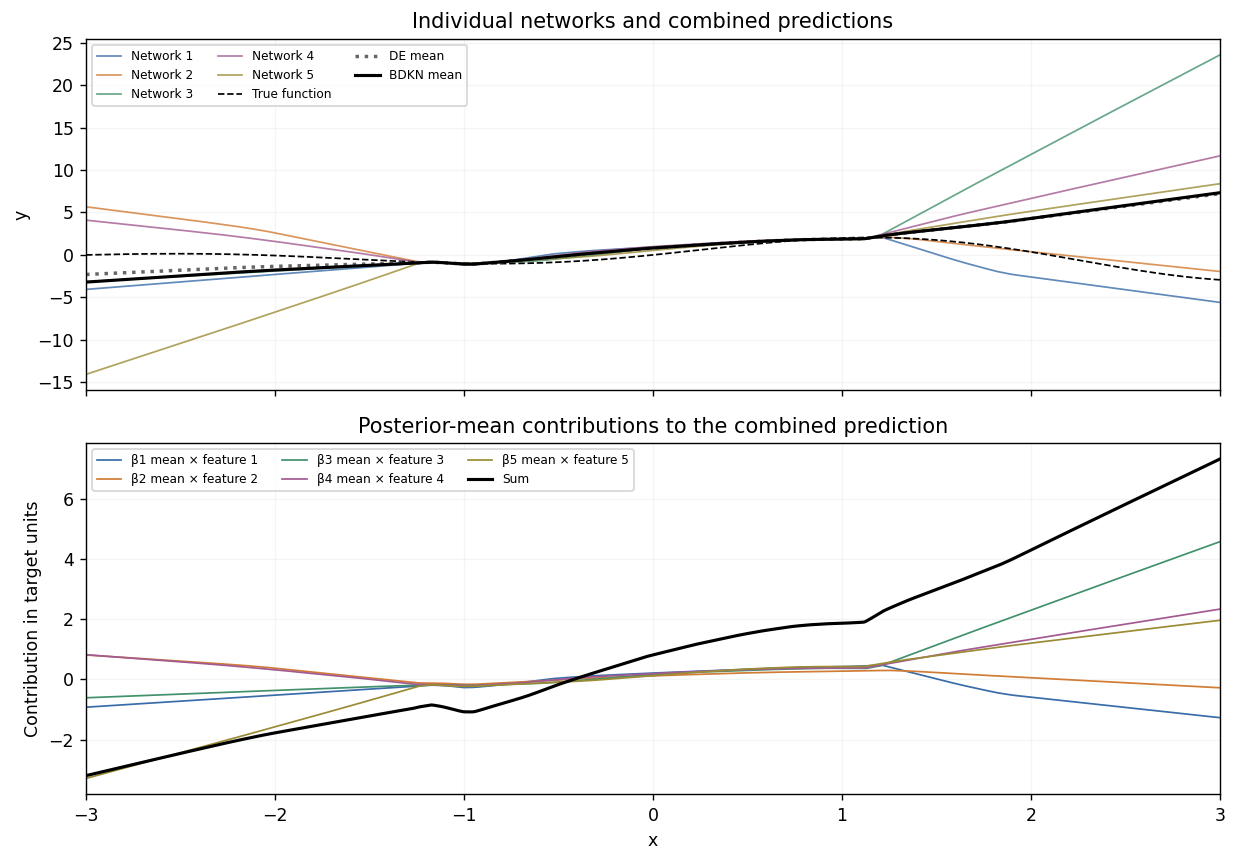 Individual networks and combined predictions
25
20
15
10
5
0
−5
−10
−15
y
Network 1
Network 2
Network 3
Network 4
Network 5
True function
DE mean
BDKN mean
Posterior-mean contributions to the combined prediction
6
4
2
0
−2
Contribution in target units
β1 mean × feature 1
β2 mean × feature 2
β3 mean × feature 3
β4 mean × feature 4
β5 mean × feature 5
Sum
−3 −2 −1 0 1 2 3
x